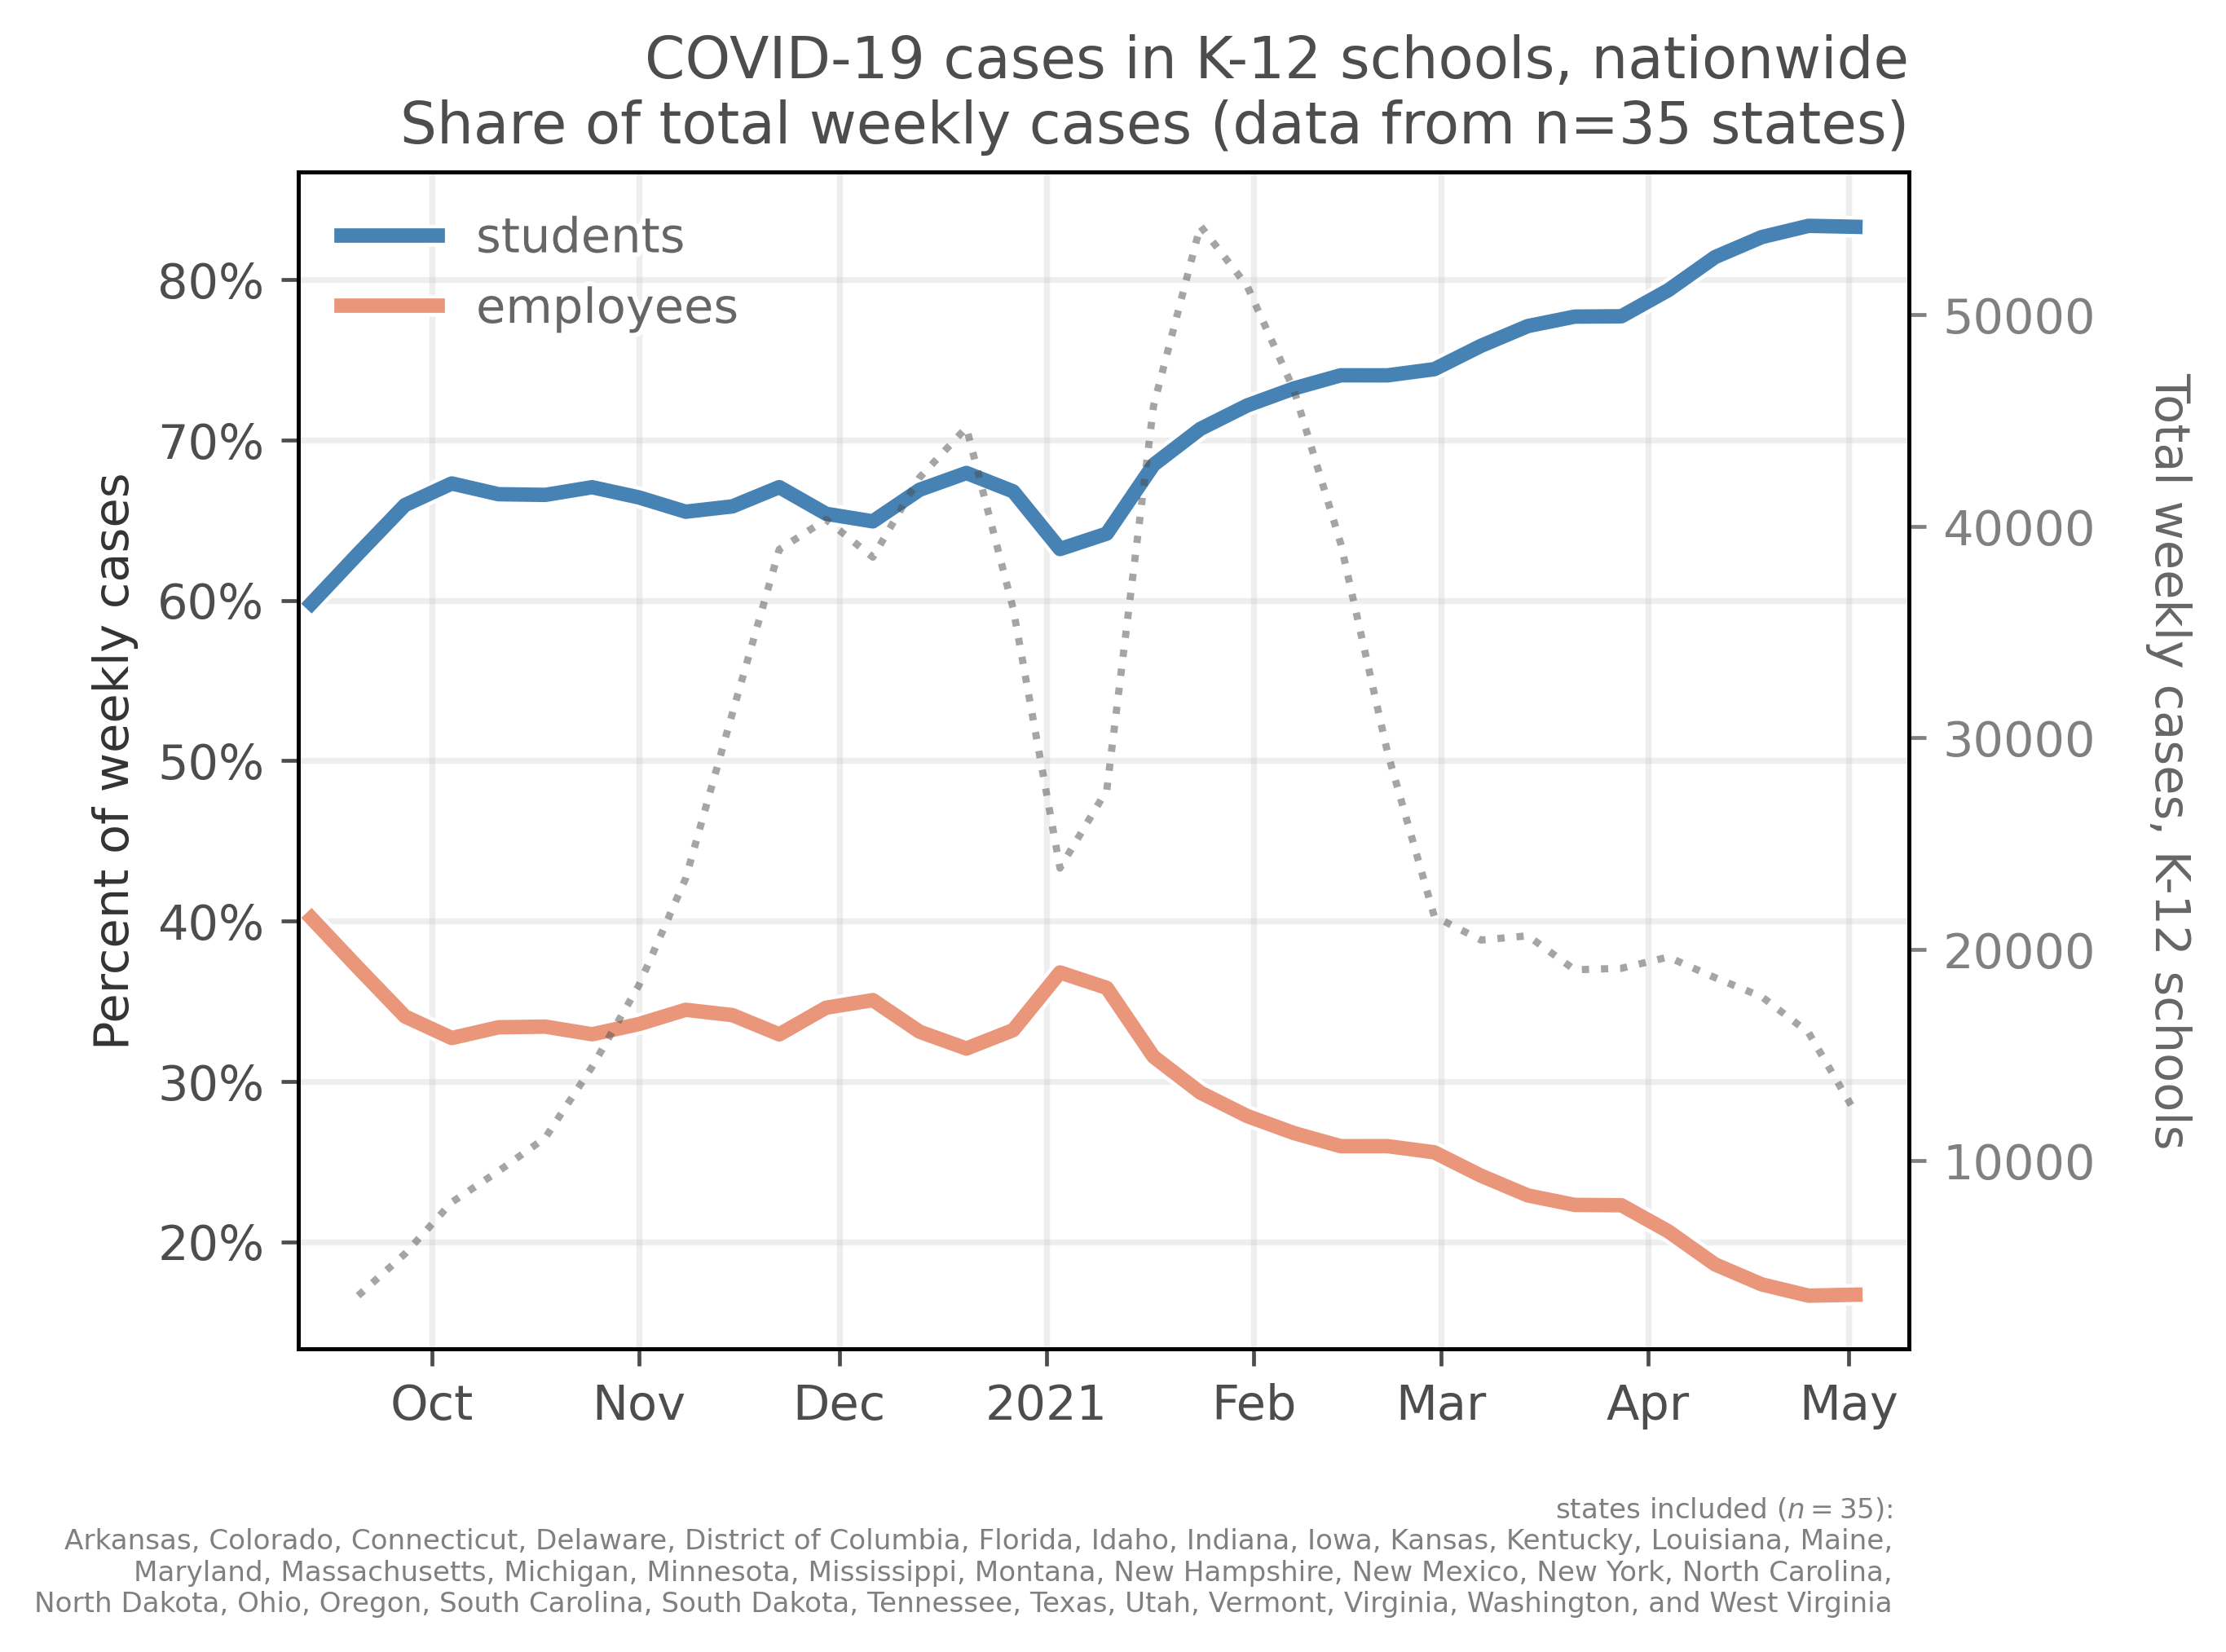 COVID-19 cases in K-12 schools, nationwide
Share of total weekly cases (data from n=35 states)
students
employees
80%
70%
60%
50%
40%
30%
20%
Percent of weekly cases
50000
40000
30000
20000
10000
Total weekly cases, K-12 schools
Oct Nov Dec 2021 Feb Mar Apr May
states included (n = 35):
Arkansas, Colorado, Connecticut, Delaware, District of Columbia, Florida, Idaho, Indiana, Iowa, Kansas, Kentucky, Louisiana, Maine,
Maryland, Massachusetts, Michigan, Minnesota, Mississippi, Montana, New Hampshire, New Mexico, New York, North Carolina,
North Dakota, Ohio, Oregon, South Carolina, South Dakota, Tennessee, Texas, Utah, Vermont, Virginia, Washington, and West Virginia